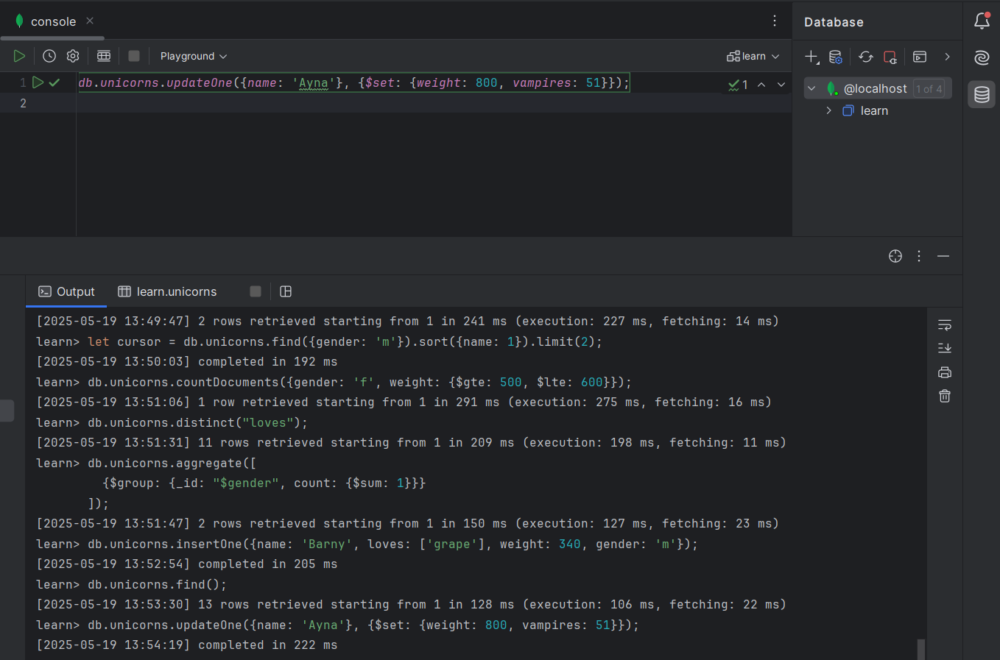 console
Database
Playground
learn
1 db.unicorns.updateOne({name: 'Ayna'}, {$set: {weight: 800, vampires: 51}});
1
2
@localhost 1 of 4
learn
Output
learn.unicorns
[2025-05-19 13:49:47] 2 rows retrieved starting from 1 in 241 ms (execution: 227 ms, fetching: 14 ms)
learn> let cursor = db.unicorns.find({gender: 'm'}).sort({name: 1}).limit(2);
[2025-05-19 13:50:03] completed in 192 ms
learn> db.unicorns.countDocuments({gender: 'f', weight: {$gte: 500, $lte: 600}});
[2025-05-19 13:51:06] 1 row retrieved starting from 1 in 291 ms (execution: 275 ms, fetching: 16 ms)
learn> db.unicorns.distinct("loves");
[2025-05-19 13:51:31] 11 rows retrieved starting from 1 in 209 ms (execution: 198 ms, fetching: 11 ms)
learn> db.unicorns.aggregate([
{$group: {_id: "$gender", count: {$sum: 1}}}
]);
[2025-05-19 13:51:47] 2 rows retrieved starting from 1 in 150 ms (execution: 127 ms, fetching: 23 ms)
learn> db.unicorns.insertOne({name: 'Barny', loves: ['grape'], weight: 340, gender: 'm'});
[2025-05-19 13:52:54] completed in 205 ms
learn> db.unicorns.find();
[2025-05-19 13:53:30] 13 rows retrieved starting from 1 in 128 ms (execution: 106 ms, fetching: 22 ms)
learn> db.unicorns.updateOne({name: 'Ayna'}, {$set: {weight: 800, vampires: 51}});
[2025-05-19 13:54:19] completed in 222 ms